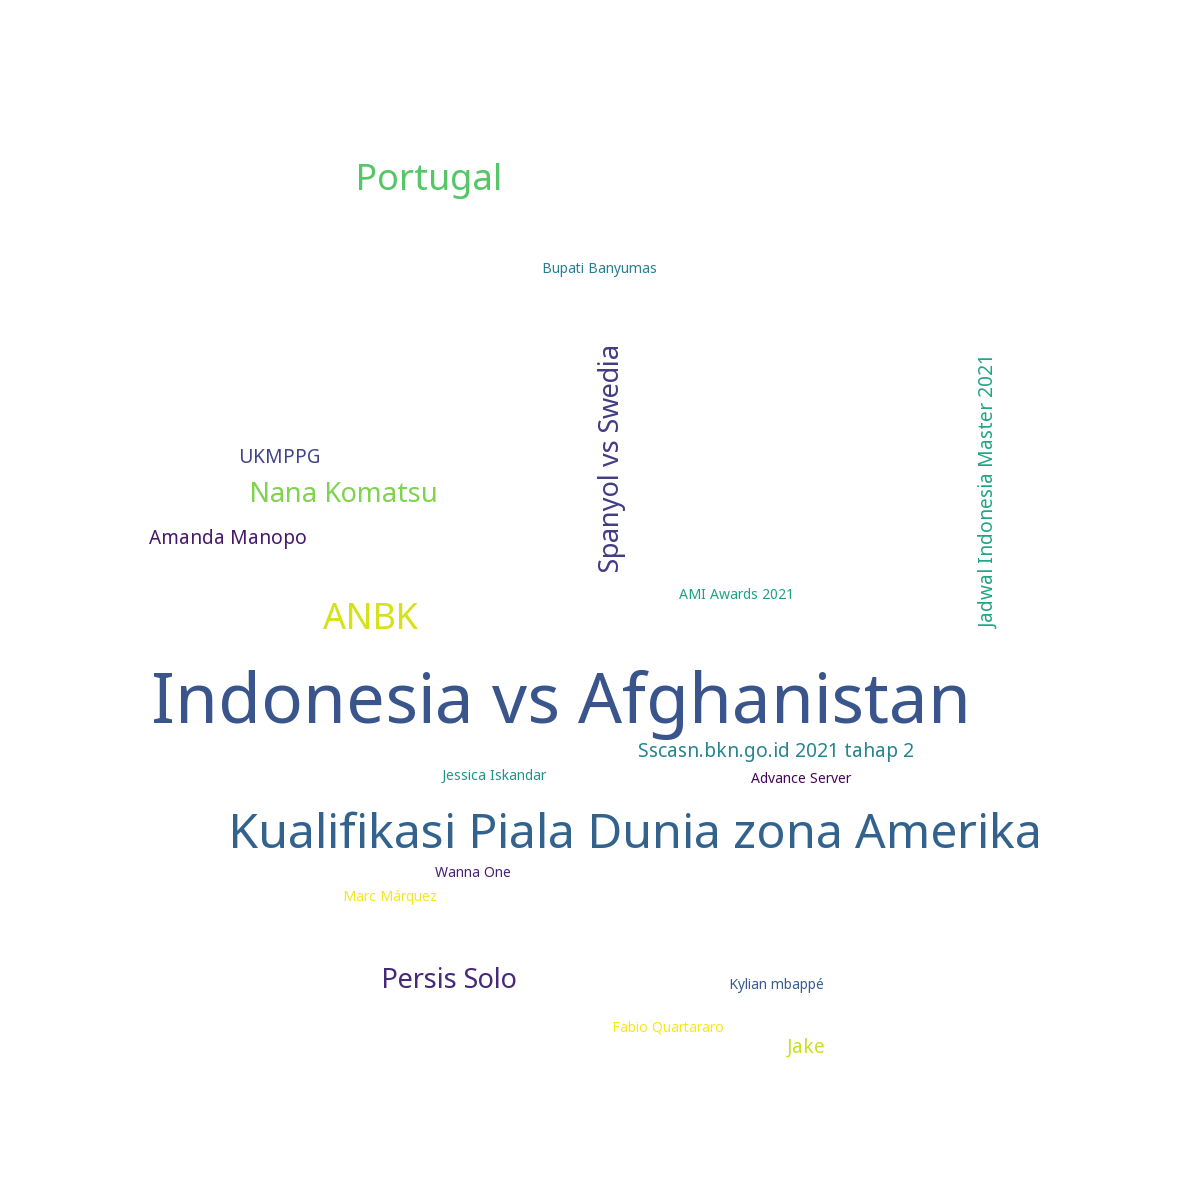 Portugal
Bupati Banyumas
Spanyol vs Swedia
Jadwal Indonesia Master 2021
UKMPPG
Nana Komatsu
Amanda Manopo
AMI Awards 2021
ANBK
Indonesia vs Afghanistan
Sscasn.bkn.go.id 2021 tahap 2
Jessica Iskandar
Advance Server
Kualifikasi Piala Dunia zona Amerika
Wanna One
Marc Márquez
Persis Solo
Kylian mbappé
Fabio Quartararo
Jake